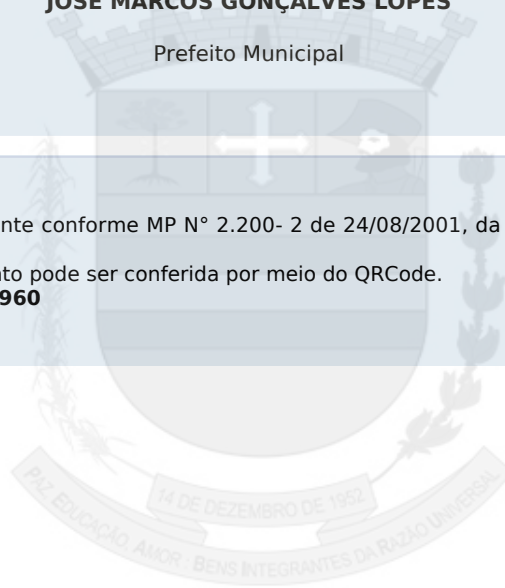 JOSÉ MARCOS GONÇALVES LOPES
Prefeito Municipal
nte conforme MP N° 2.200- 2 de 24/08/2001, da
to pode ser conferida por meio do QRCode.
960
14 DE DEZEMBRO DE 1952
PAZ, EDUCAÇÃO, AMOR : BENS INTEGRANTES DA RAZÃO UNIVERSAL